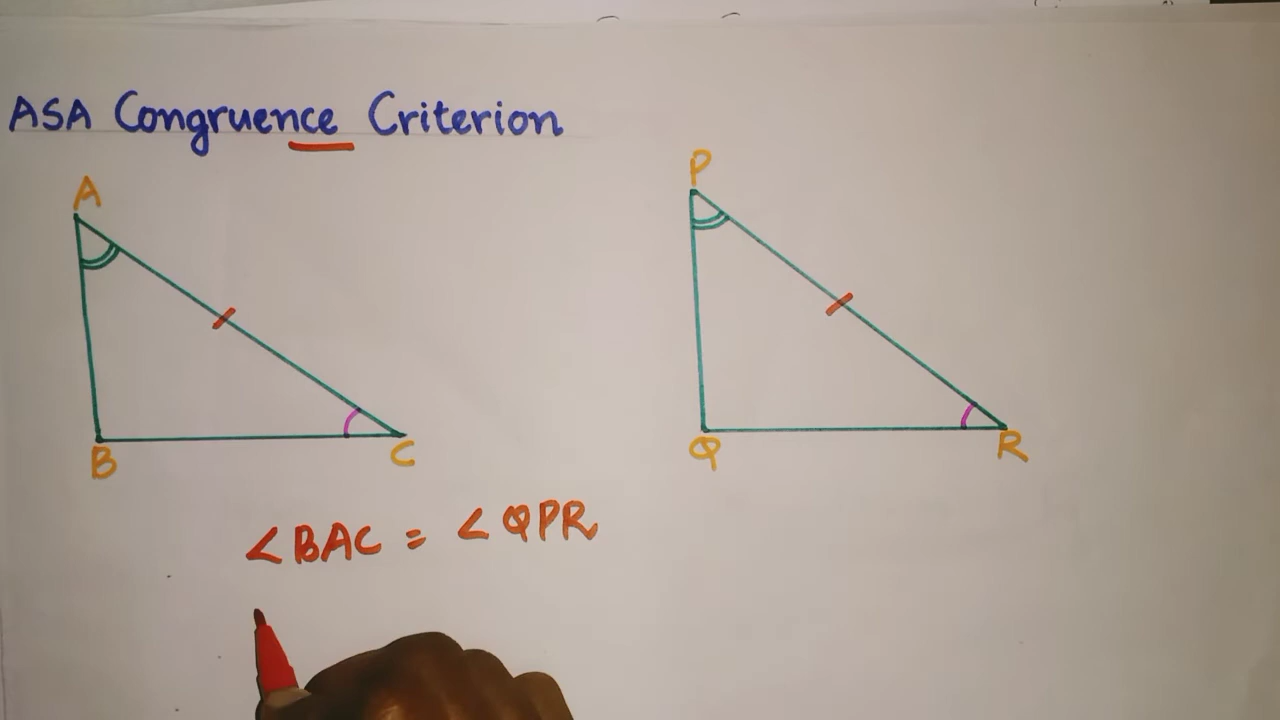 ASA Congruence Criterion
A
P
B
C
Q
R
∠BAC = ∠QPR